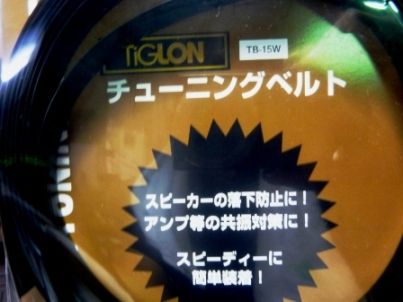 TiGLON
TB-15W
チューニングベルト
スピーカーの落下防止に！
アンプ等の共振対策に！
スピーディーに
簡単装着！